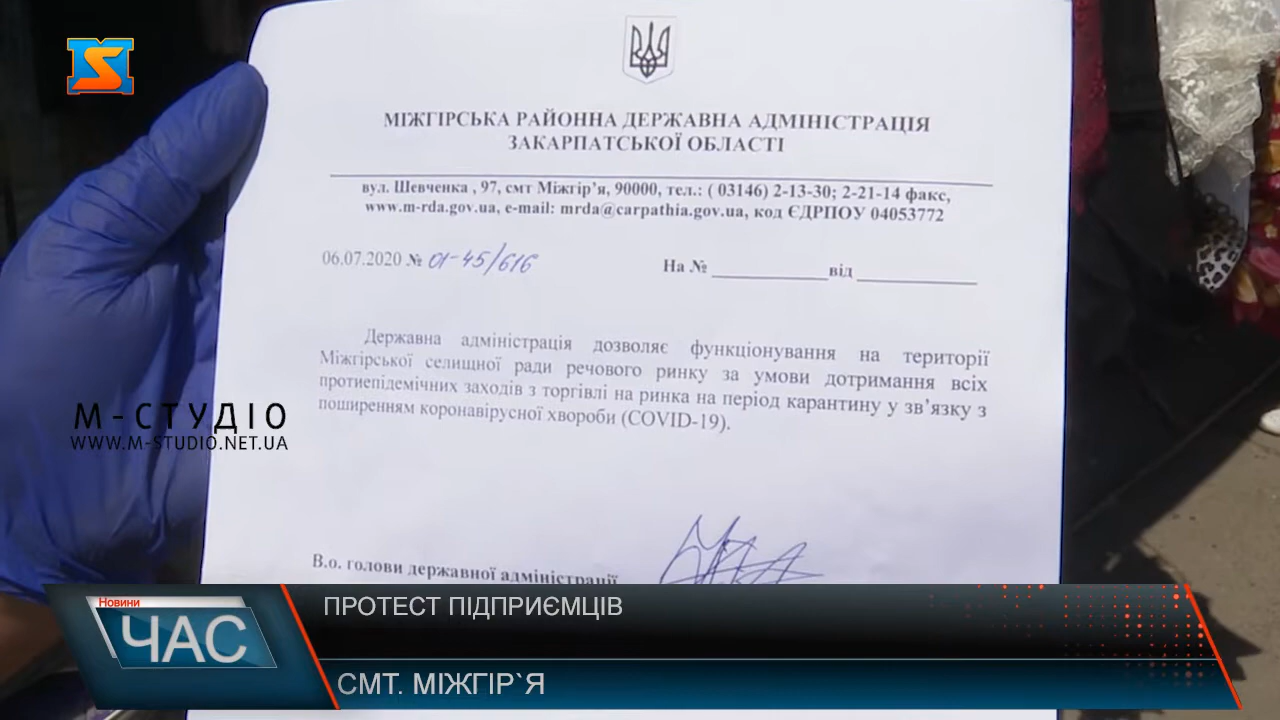 МІЖГІРСЬКА РАЙОННА ДЕРЖАВНА АДМІНІСТРАЦІЯ
ЗАКАРПАТСЬКОЇ ОБЛАСТІ
вул. Шевченка , 97, смт Міжгір’я, 90000, тел.: ( 03146) 2-13-30; 2-21-14 факс,
www.m-rda.gov.ua, e-mail: mrda@carpathia.gov.ua, код ЄДРПОУ 04053772
06.07.2020 № 01-45/616 На № ____________від ____________
Державна адміністрація дозволяє функціонування на території
Міжгірської селищної ради речового ринку за умови дотримання всіх
протиепідемічних заходів з торгівлі на ринка на період карантину у зв’язку з
поширенням коронавірусної хвороби (COVID-19).
В.о. голови державної адміністрації
М-СТУДІО
WWW.M-STUDIO.NET.UA
Новини
ЧАС
ПРОТЕСТ ПІДПРИЄМЦІВ
СМТ. МІЖГІР`Я